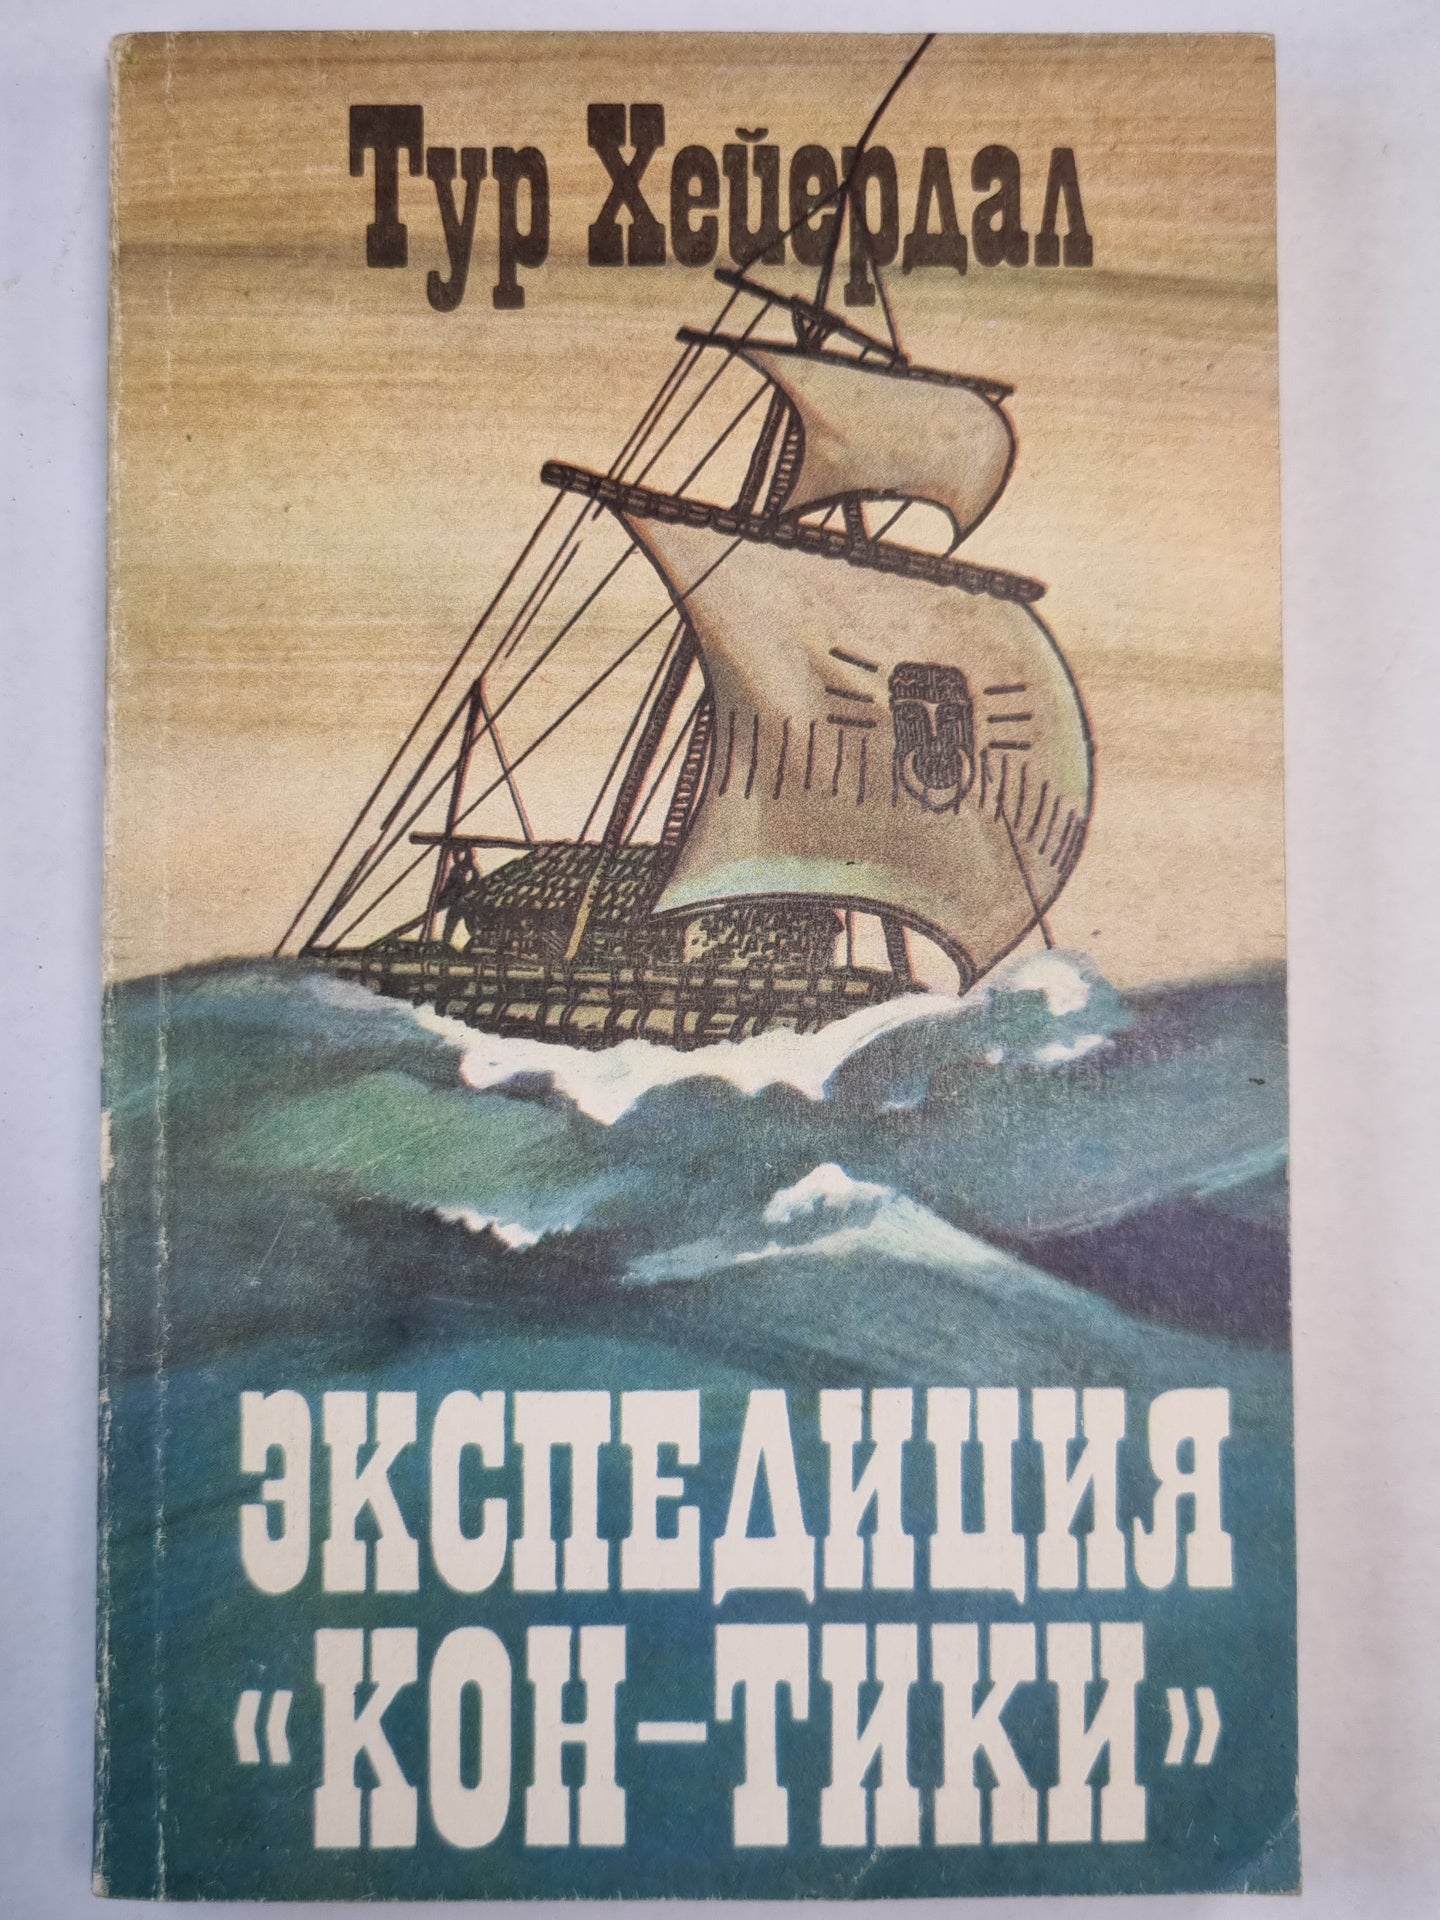 Тур Хейердал
ЭКСПЕДИЦИЯ
«КОН-ТИКИ»